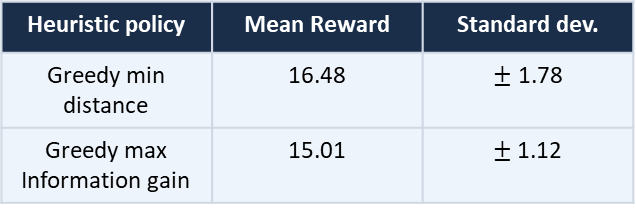 Heuristic policy Mean Reward Standard dev.
Greedy min 16.48 ± 1.78
distance
Greedy max 15.01 ± 1.12
Information gain